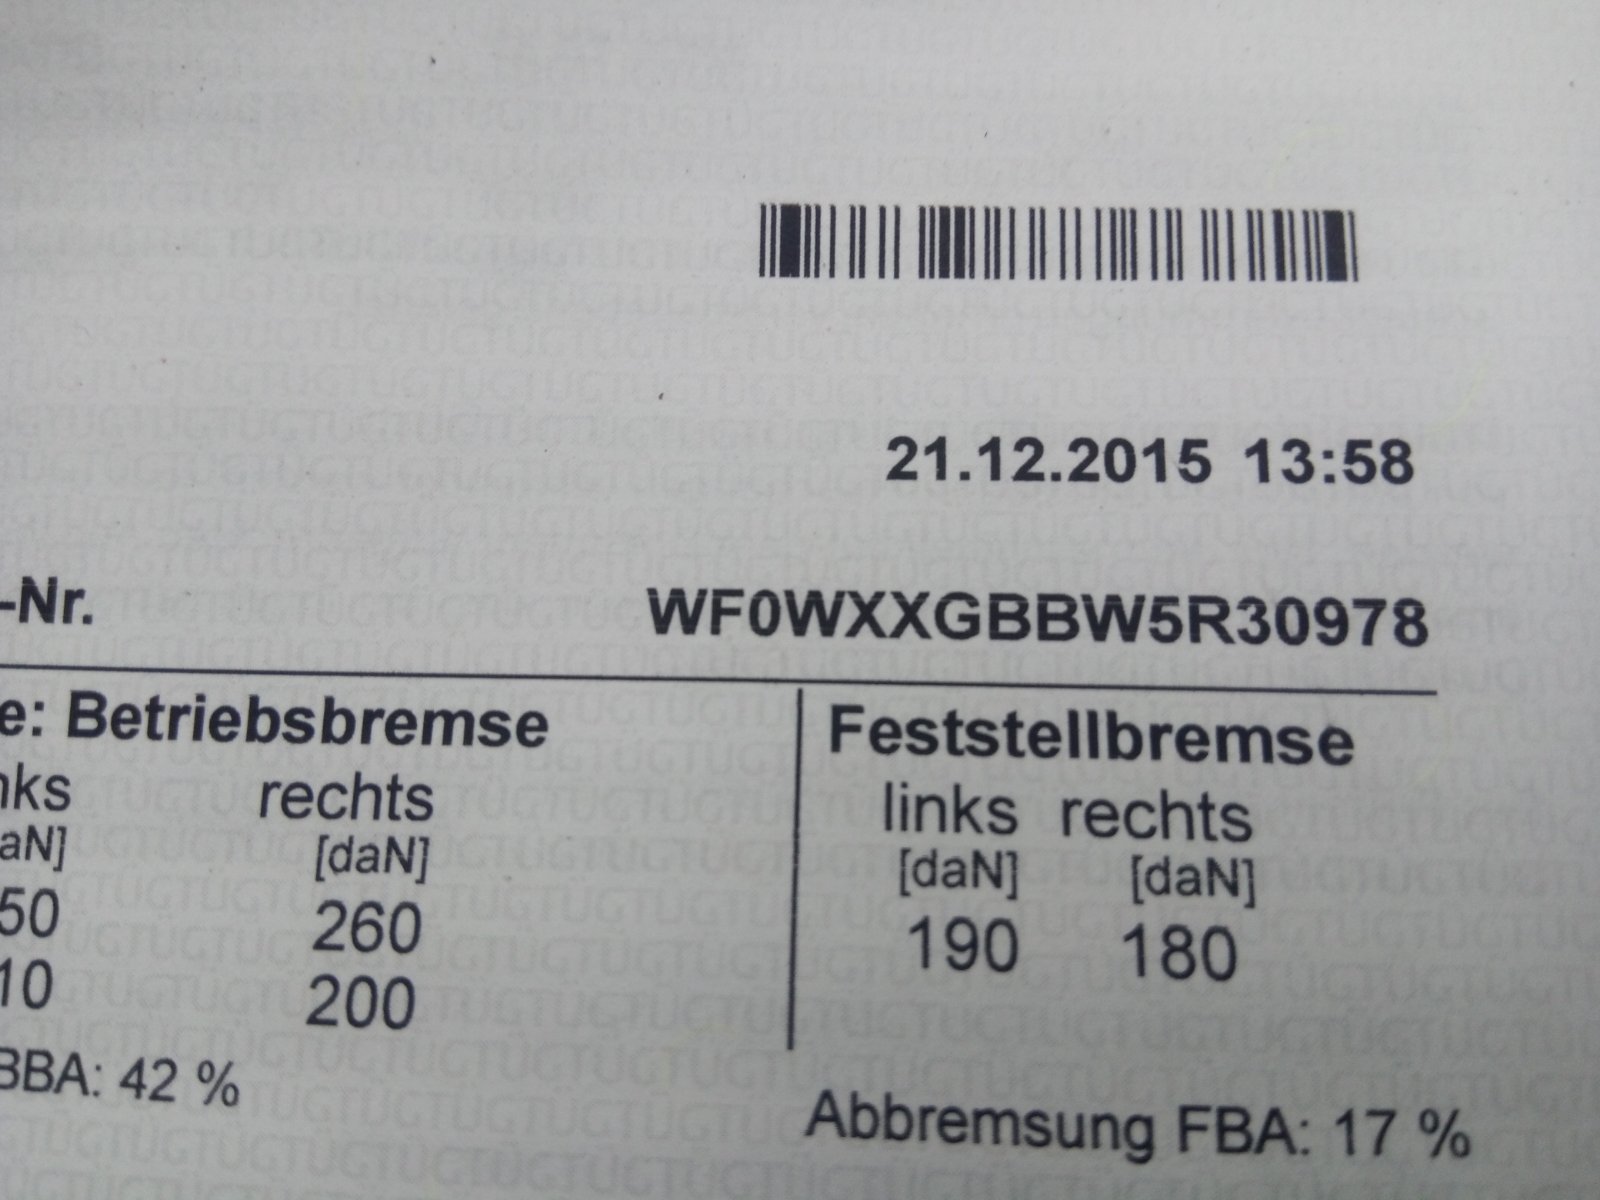 21.12.2015 13:58
-Nr. WF0WXXGBBW5R30978
e: Betriebsbremse Feststellbremse
nks rechts links rechts
aN] [daN] [daN] [daN]
50 260 190 180
10 200
BBA: 42 %
Abbremsung FBA: 17 %